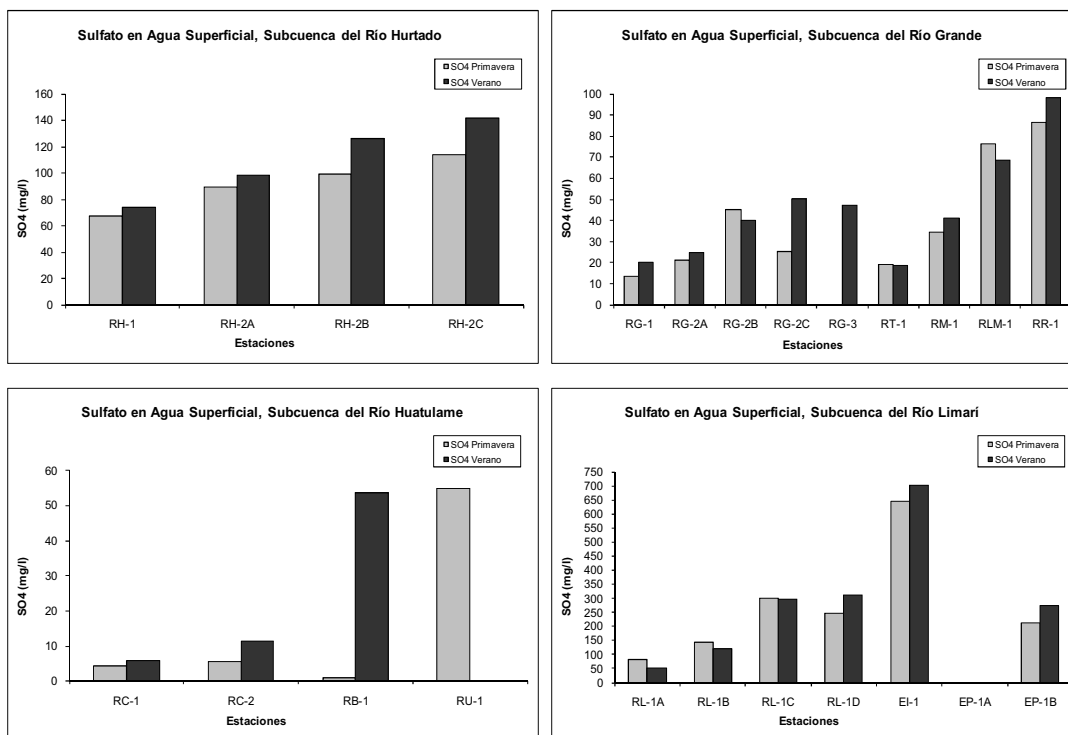 Sulfato en Agua Superficial, Subcuenca del Río Hurtado
SO4 Primavera
SO4 Verano
160
140
120
100
80
60
40
20
0
SO4 (mg/l)
RH-1 RH-2A RH-2B RH-2C
Estaciones
Sulfato en Agua Superficial, Subcuenca del Río Grande
SO4 Primavera
SO4 Verano
100
90
80
70
60
50
40
30
20
10
0
SO4 (mg/l)
RG-1 RG-2A RG-2B RG-2C RG-3 RT-1 RM-1 RLM-1 RR-1
Estaciones
Sulfato en Agua Superficial, Subcuenca del Río Huatulame
SO4 Primavera
SO4 Verano
60
50
40
30
20
10
0
SO4 (mg/l)
RC-1 RC-2 RB-1 RU-1
Estaciones
Sulfato en Agua Superficial, Subcuenca del Río Limarí
SO4 Primavera
SO4 Verano
750
700
650
600
550
500
450
400
350
300
250
200
150
100
50
0
SO4 (mg/l)
RL-1A RL-1B RL-1C RL-1D EI-1 EP-1A EP-1B
Estaciones